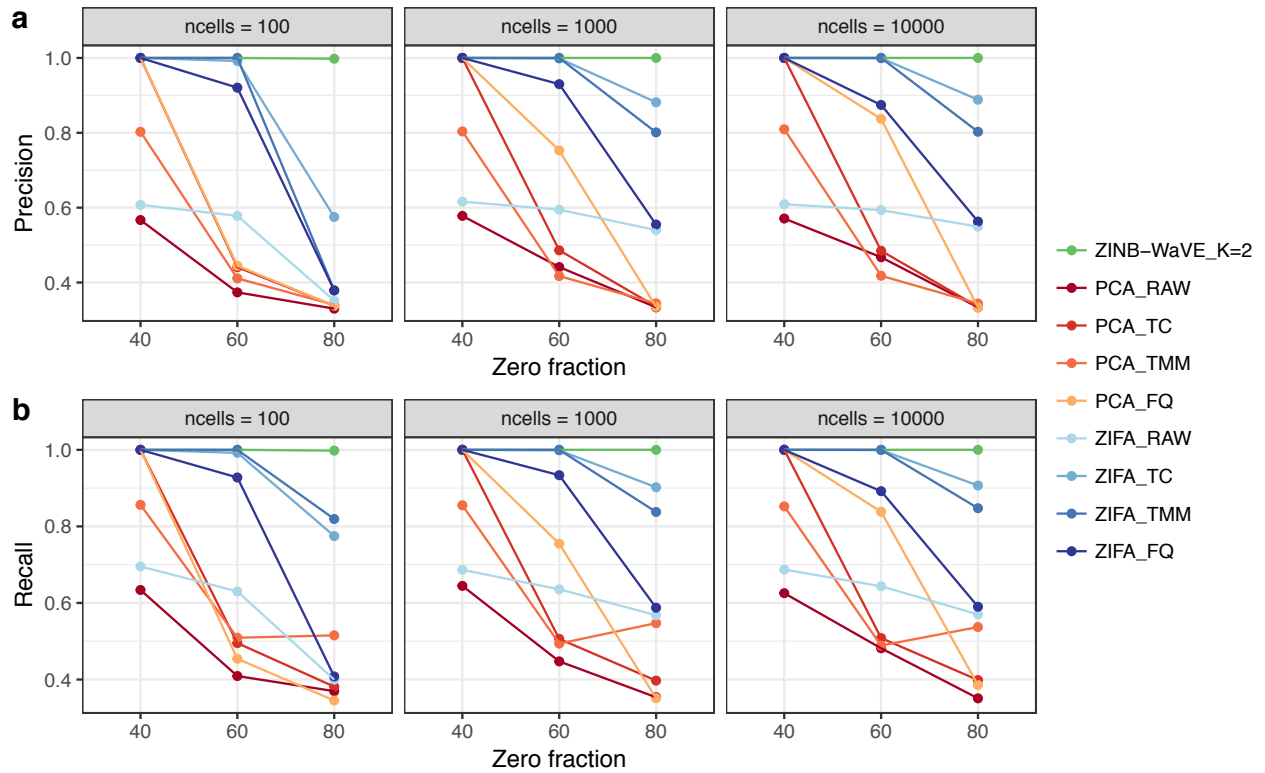 a
ncells = 100
ncells = 1000
ncells = 10000
1.0
0.8
0.6
0.4
Precision
40 60 80
40 60 80
40 60 80
Zero fraction
b
ncells = 100
ncells = 1000
ncells = 10000
1.0
0.8
0.6
0.4
Recall
40 60 80
40 60 80
40 60 80
Zero fraction
ZINB−WaVE_K=2
PCA_RAW
PCA_TC
PCA_TMM
PCA_FQ
ZIFA_RAW
ZIFA_TC
ZIFA_TMM
ZIFA_FQ